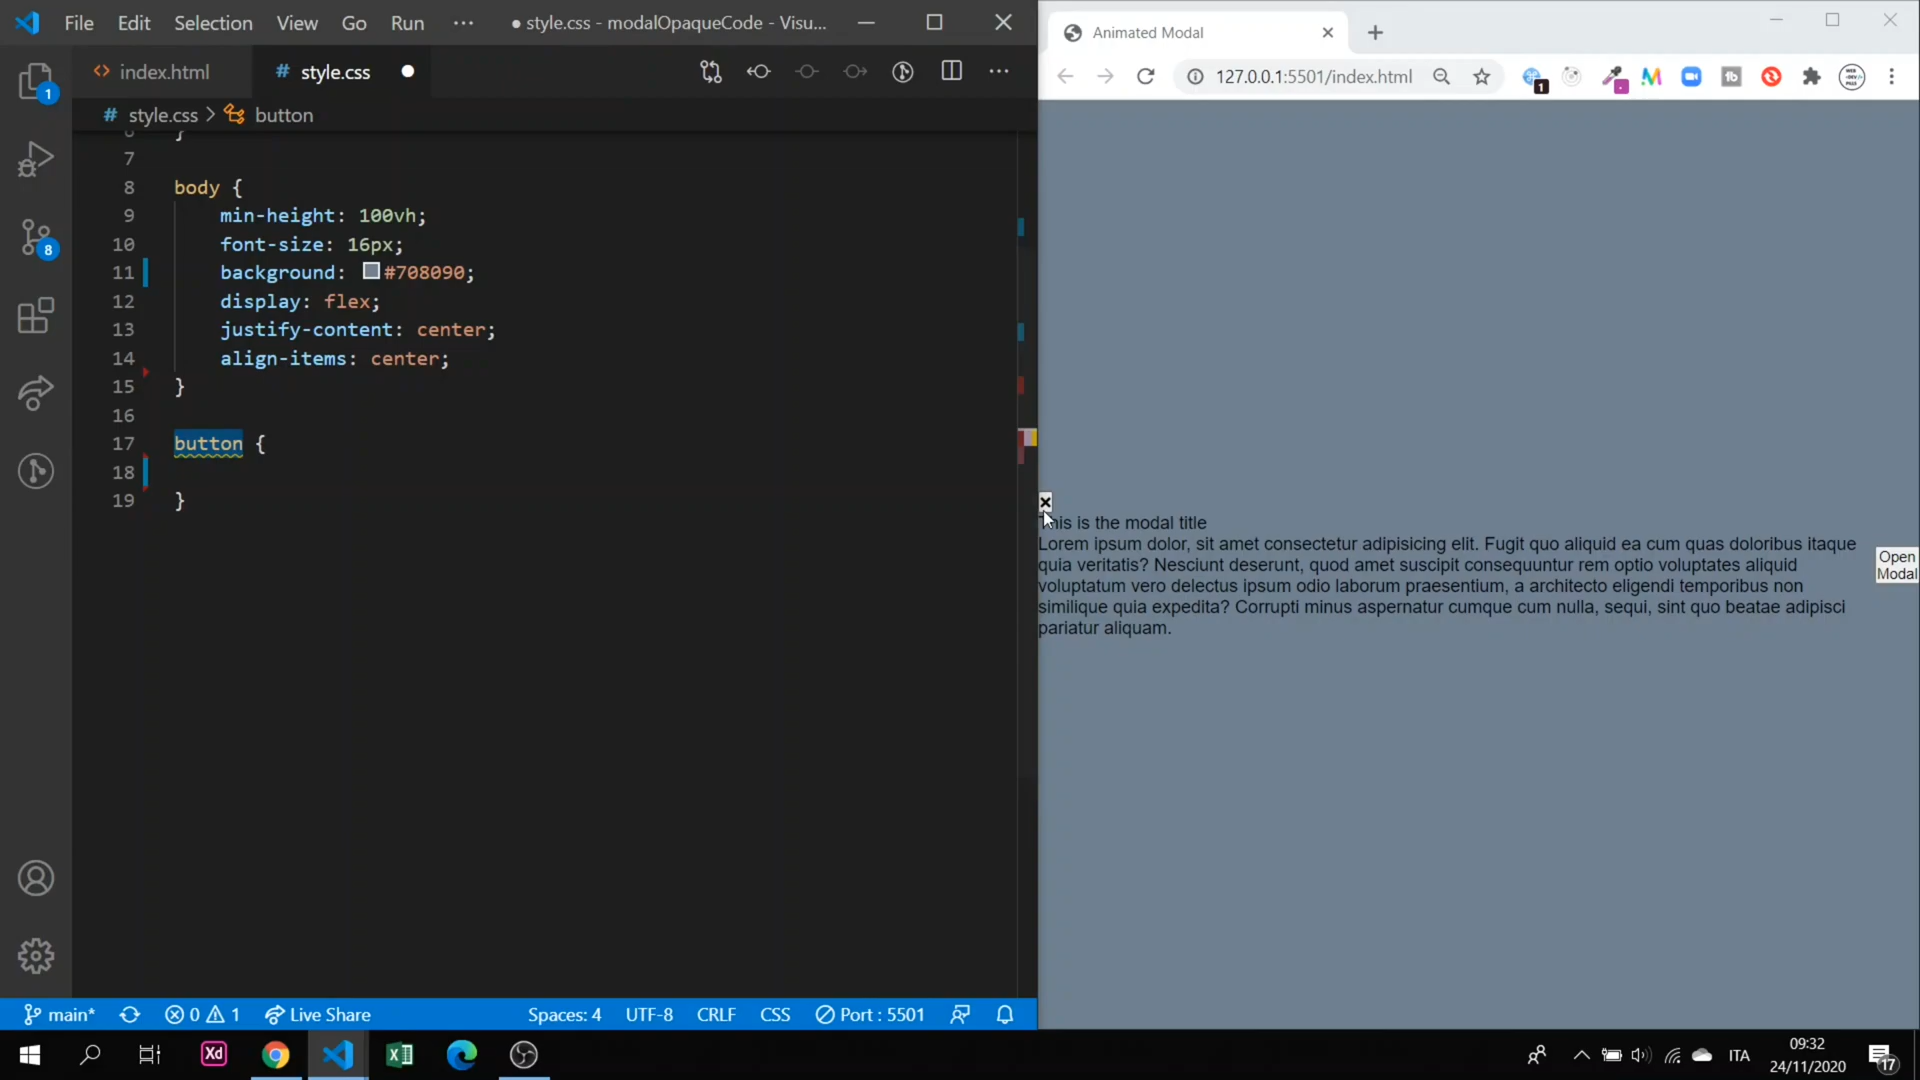 File Edit Selection View Go Run ··· ● style.css - modalOpaqueCode - Visu...
index.html # style.css
# style.css > button
6 }
7
8 body {
9 min-height: 100vh;
10 font-size: 16px;
11 background: #708090;
12 display: flex;
13 justify-content: center;
14 align-items: center;
15 }
16
17 button {
18
19 }
1
8
main* 0 1 Live Share Spaces: 4 UTF-8 CRLF CSS Port : 5501
Animated Modal
127.0.0.1:5501/index.html
1
This is the modal title
Lorem ipsum dolor, sit amet consectetur adipisicing elit. Fugit quo aliquid ea cum quas doloribus itaque
quia veritatis? Nesciunt deserunt, quod amet suscipit consequuntur rem optio voluptates aliquid
voluptatum vero delectus ipsum odio laborum praesentium, a architecto eligendi temporibus non
similique quia expedita? Corrupti minus aspernatur cumque cum nulla, sequi, sint quo beatae adipisci
pariatur aliquam.
Open
Modal
Xd
ITA
09:32
24/11/2020
17